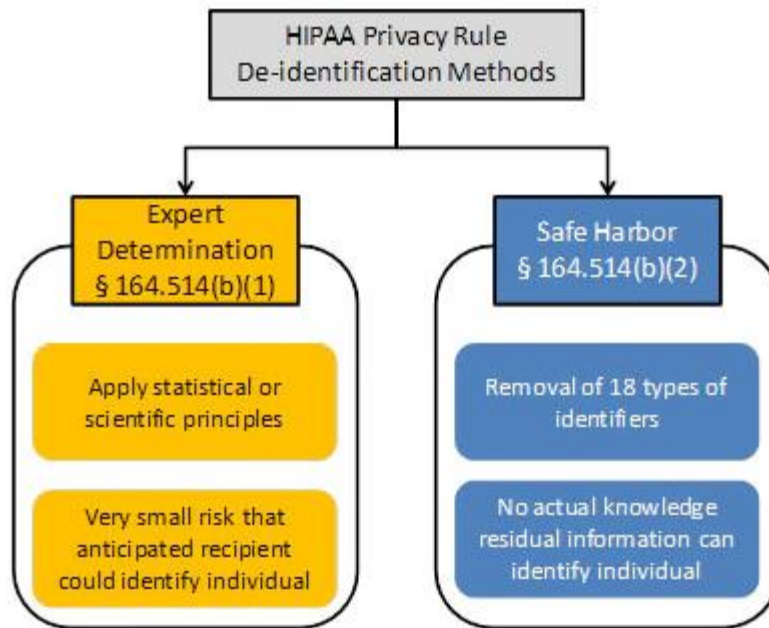 HIPAA Privacy Rule
De-identification Methods
Expert
Determination
§ 164.514(b)(1)
Apply statistical or
scientific principles
Very small risk that
anticipated recipient
could identify individual
Safe Harbor
§ 164.514(b)(2)
Removal of 18 types of
identifiers
No actual knowledge
residual information can
identify individual